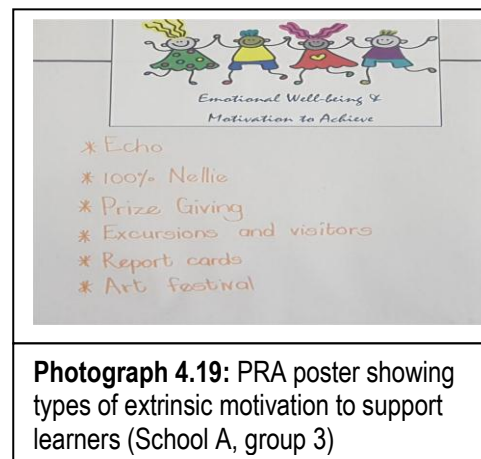 Emotional Well-being &
Motivation to Achieve
* Echo
* 100% Nellie
* Prize Giving
* Excursions and visitors
* Report cards
* Art festival
Photograph 4.19: PRA poster showing
types of extrinsic motivation to support
learners (School A, group 3)